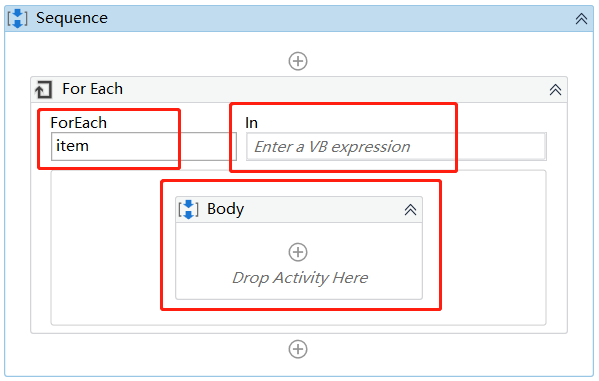 Sequence
For Each
ForEach
In
item
Enter a VB expression
Body
Drop Activity Here